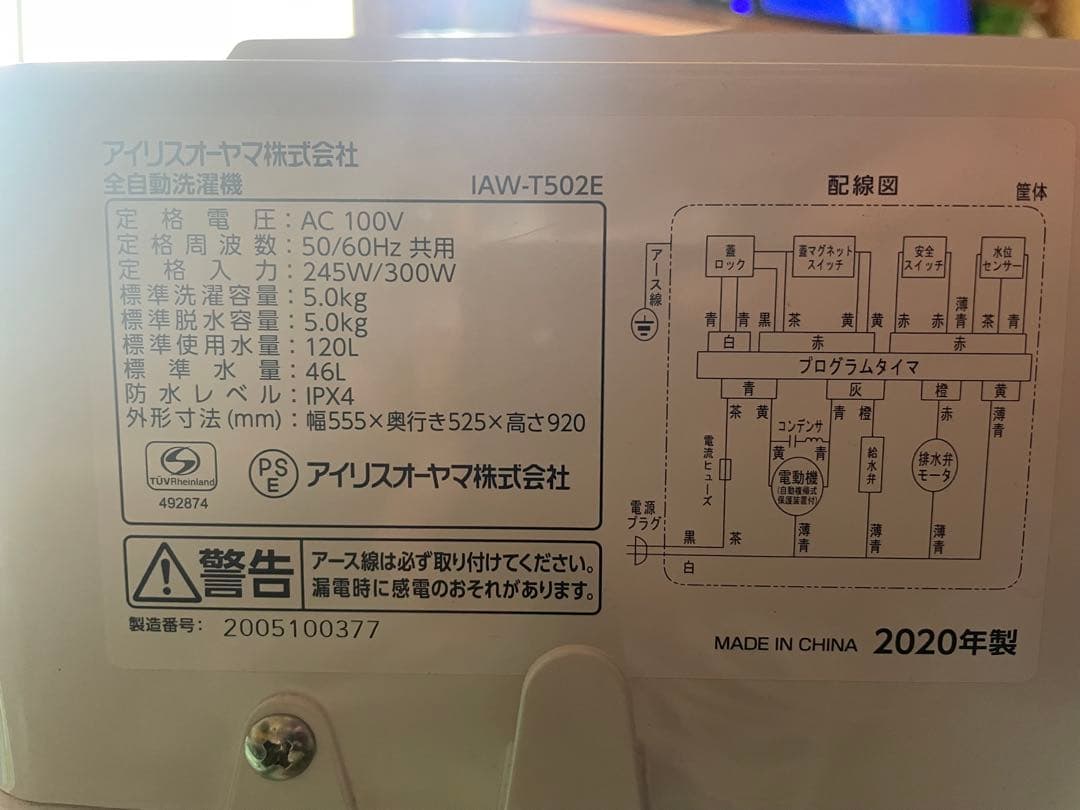 アイリスオーヤマ株式会社
全自動洗濯機 IAW-T502E
定格電圧：AC 100V
定格周波数：50/60Hz 共用
定格入力：245W/300W
標準洗濯容量：5.0kg
標準脱水容量：5.0kg
標準使用水量：120L
標準水量：46L
防水レベル：IPX4
外形寸法(mm)：幅555×奥行き525×高さ920
TÜVRheinland
492874
PSE
アイリスオーヤマ株式会社
警告
アース線は必ず取り付けてください。
漏電時に感電のおそれがあります。
製造番号： 2005100377
配線図
筐体
アース線
蓋ロック
蓋マグネットスイッチ
安全スイッチ
水位センサー
青 青 黒 茶 黄 黄 赤 赤 薄青 茶 青
白 赤 赤
プログラムタイマ
青 灰 橙 黄
茶 黄 青 橙 赤 薄青
コンデンサ
黄 青
電流ヒューズ
電動機
(自動機帰式
保護装置付)
給水弁
排水弁モータ
電源プラグ
黒 茶 薄青 薄青 薄青
白
MADE IN CHINA 2020年製